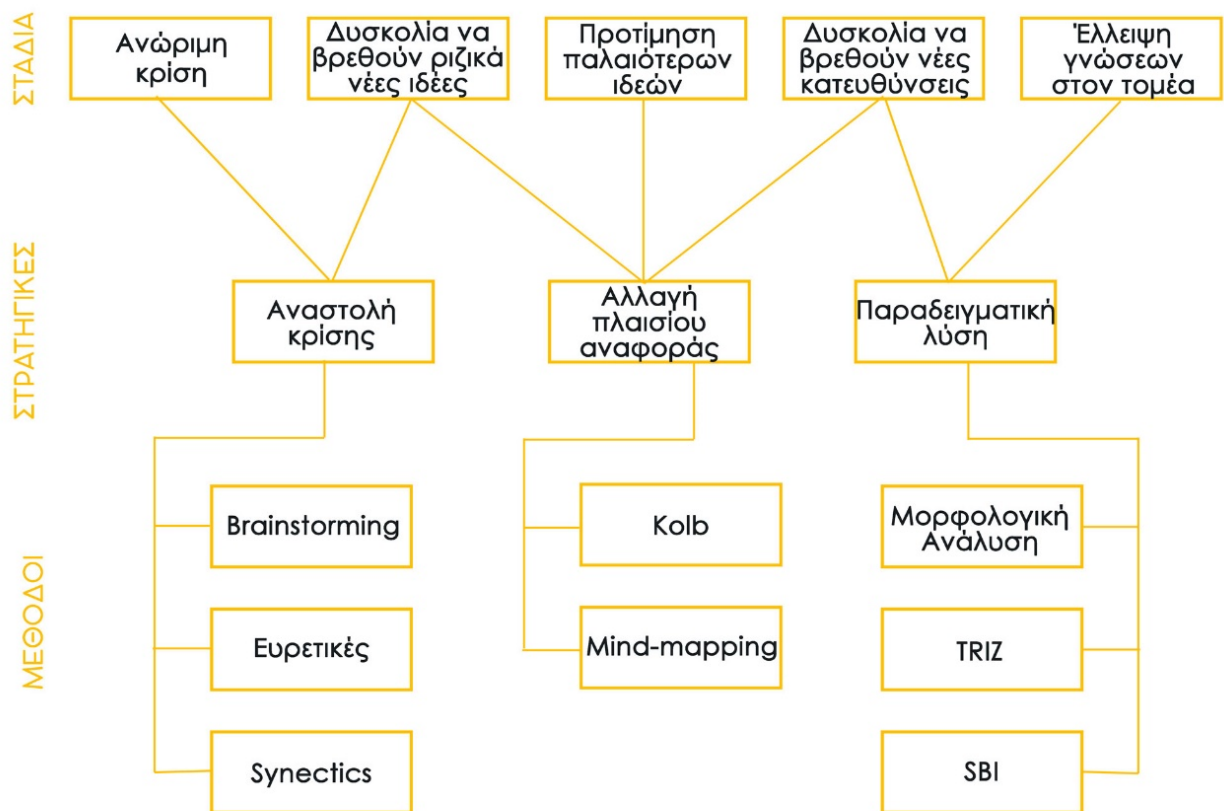 ΣΤΑΔΙΑ
Ανώριμη
κρίση
Δυσκολία να
βρεθούν ριζικά
νέες ιδέες
Προτίμηση
παλαιότερων
ιδεών
Δυσκολία να
βρεθούν νέες
κατευθύνσεις
Έλλειψη
γνώσεων
στον τομέα
ΣΤΡΑΤΗΓΙΚΕΣ
Αναστολή
κρίσης
Αλλαγή
πλαισίου
αναφοράς
Παραδειγματική
λύση
ΜΕΘΟΔΟΙ
Brainstorming
Kolb
Μορφολογική
Ανάλυση
Ευρετικές
Mind-mapping
TRIZ
Synectics
SBI